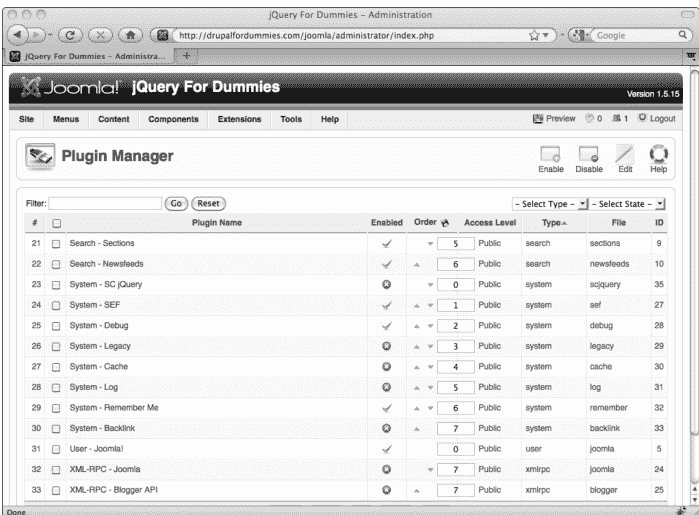 jQuery For Dummies – Administration
http://drupalfordummies.com/joomla/administrator/index.php
Google
jQuery For Dummies – Administra...
Joomla! jQuery For Dummies
Version 1.5.15
Site Menus Content Components Extensions Tools Help Preview 0 1 Logout
Plugin Manager
Enable Disable Edit Help
Filter: Go Reset - Select Type - - Select State -
# Plugin Name Enabled Order Access Level Type File ID
21 Search - Sections 5 Public search sections 9
22 Search - Newsfeeds 6 Public search newsfeeds 10
23 System - SC jQuery 0 Public system scjquery 35
24 System - SEF 1 Public system sef 27
25 System - Debug 2 Public system debug 28
26 System - Legacy 3 Public system legacy 29
27 System - Cache 4 Public system cache 30
28 System - Log 5 Public system log 31
29 System - Remember Me 6 Public system remember 32
30 System - Backlink 7 Public system backlink 33
31 User - Joomla! 0 Public user joomla 5
32 XML-RPC - Joomla 7 Public xmlrpc joomla 24
33 XML-RPC - Blogger API 7 Public xmlrpc blogger 25
Done